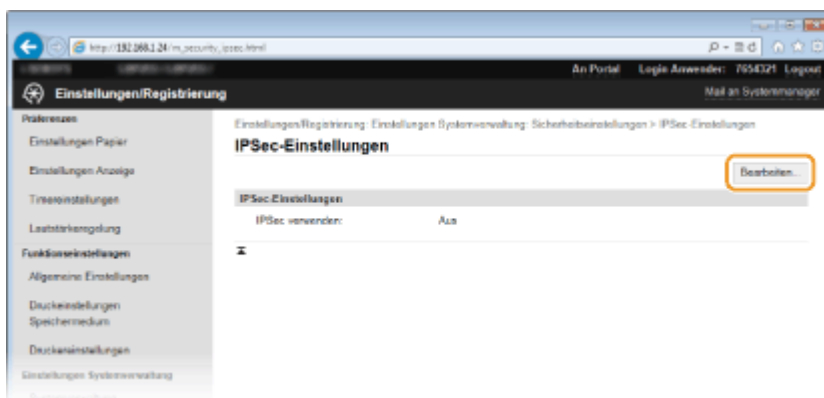 http://192.168.1.24/m_security_ipsec.html
An Portal Login Anwender: 7654321 Logout
Einstellungen/Registrierung
Mail an Systemmanager
Präferenzen
Einstellungen Papier
Einstellungen Anzeige
Timereinstellungen
Lautstärkeregelung
Funktionseinstellungen
Allgemeine Einstellungen
Druckeinstellungen
Speichermedium
Druckereinstellungen
Einstellungen Systemverwaltung
Einstellungen/Registrierung: Einstellungen Systemverwaltung: Sicherheitseinstellungen > IPSec-Einstellungen
IPSec-Einstellungen
Bearbeiten...
IPSec-Einstellungen
IPSec verwenden: Aus